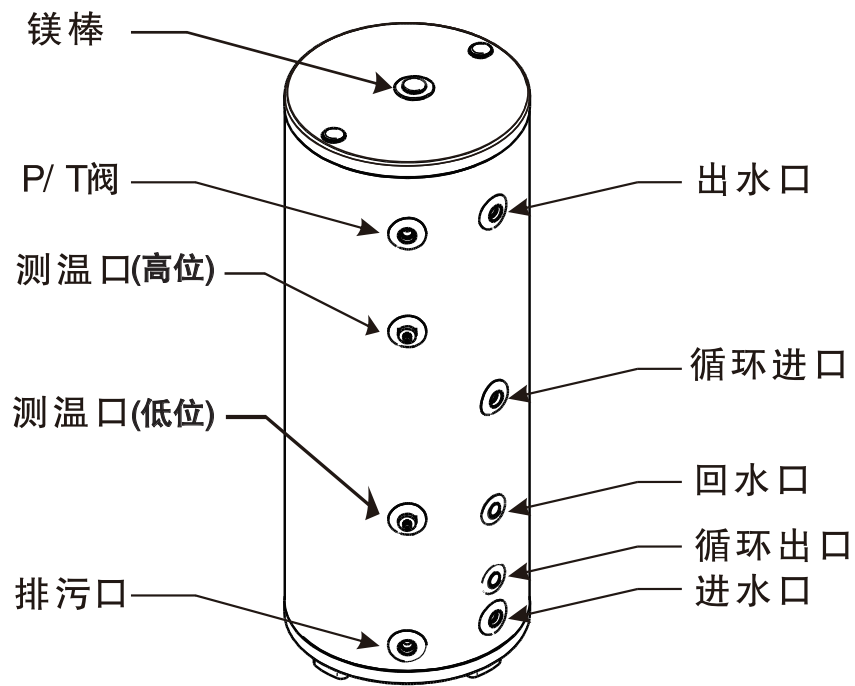 镁棒
P/T阀
测温口(高位)
测温口(低位)
排污口
出水口
循环进口
回水口
循环出口
进水口